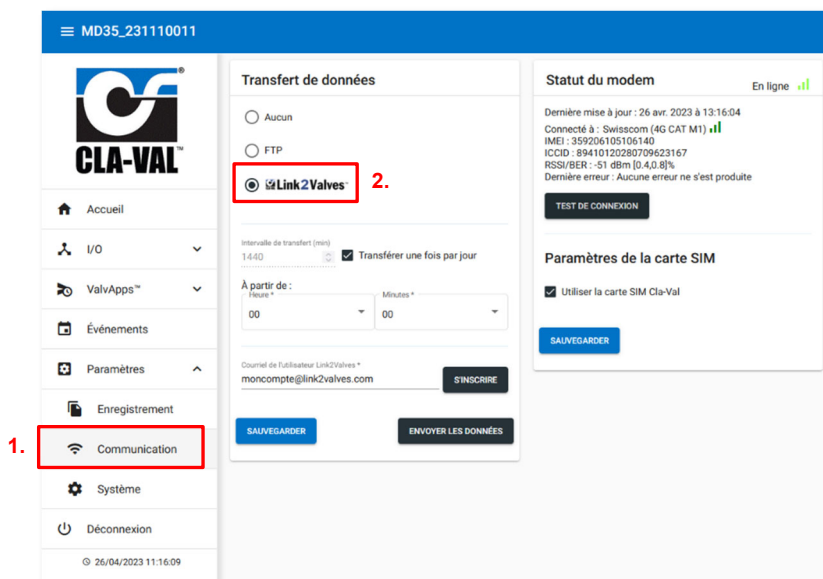 MD35_231110011
CLA-VAL™
Accueil
I/O
ValvApps™
Événements
Paramètres
Enregistrement
1.
Communication
Système
Déconnexion
26/04/2023 11:16:09
Transfert de données
Aucun
FTP
Link2Valves™
2.
Intervalle de transfert (min)
1440
Transférer une fois par jour
À partir de :
Heure *
Minutes *
00
00
Courriel de l'utilisateur Link2Valves *
moncompte@link2valves.com
S'INSCRIRE
SAUVEGARDER
ENVOYER LES DONNÉES
Statut du modem
En ligne
Dernière mise à jour : 26 avr. 2023 à 13:16:04
Connecté à : Swisscom (4G CAT M1)
IMEI : 359206105106140
ICCID : 89410120280709623167
RSSI/BER : -51 dBm [0.4,0.8]%
Dernière erreur : Aucune erreur ne s'est produite
TEST DE CONNEXION
Paramètres de la carte SIM
Utiliser la carte SIM Cla-Val
SAUVEGARDER